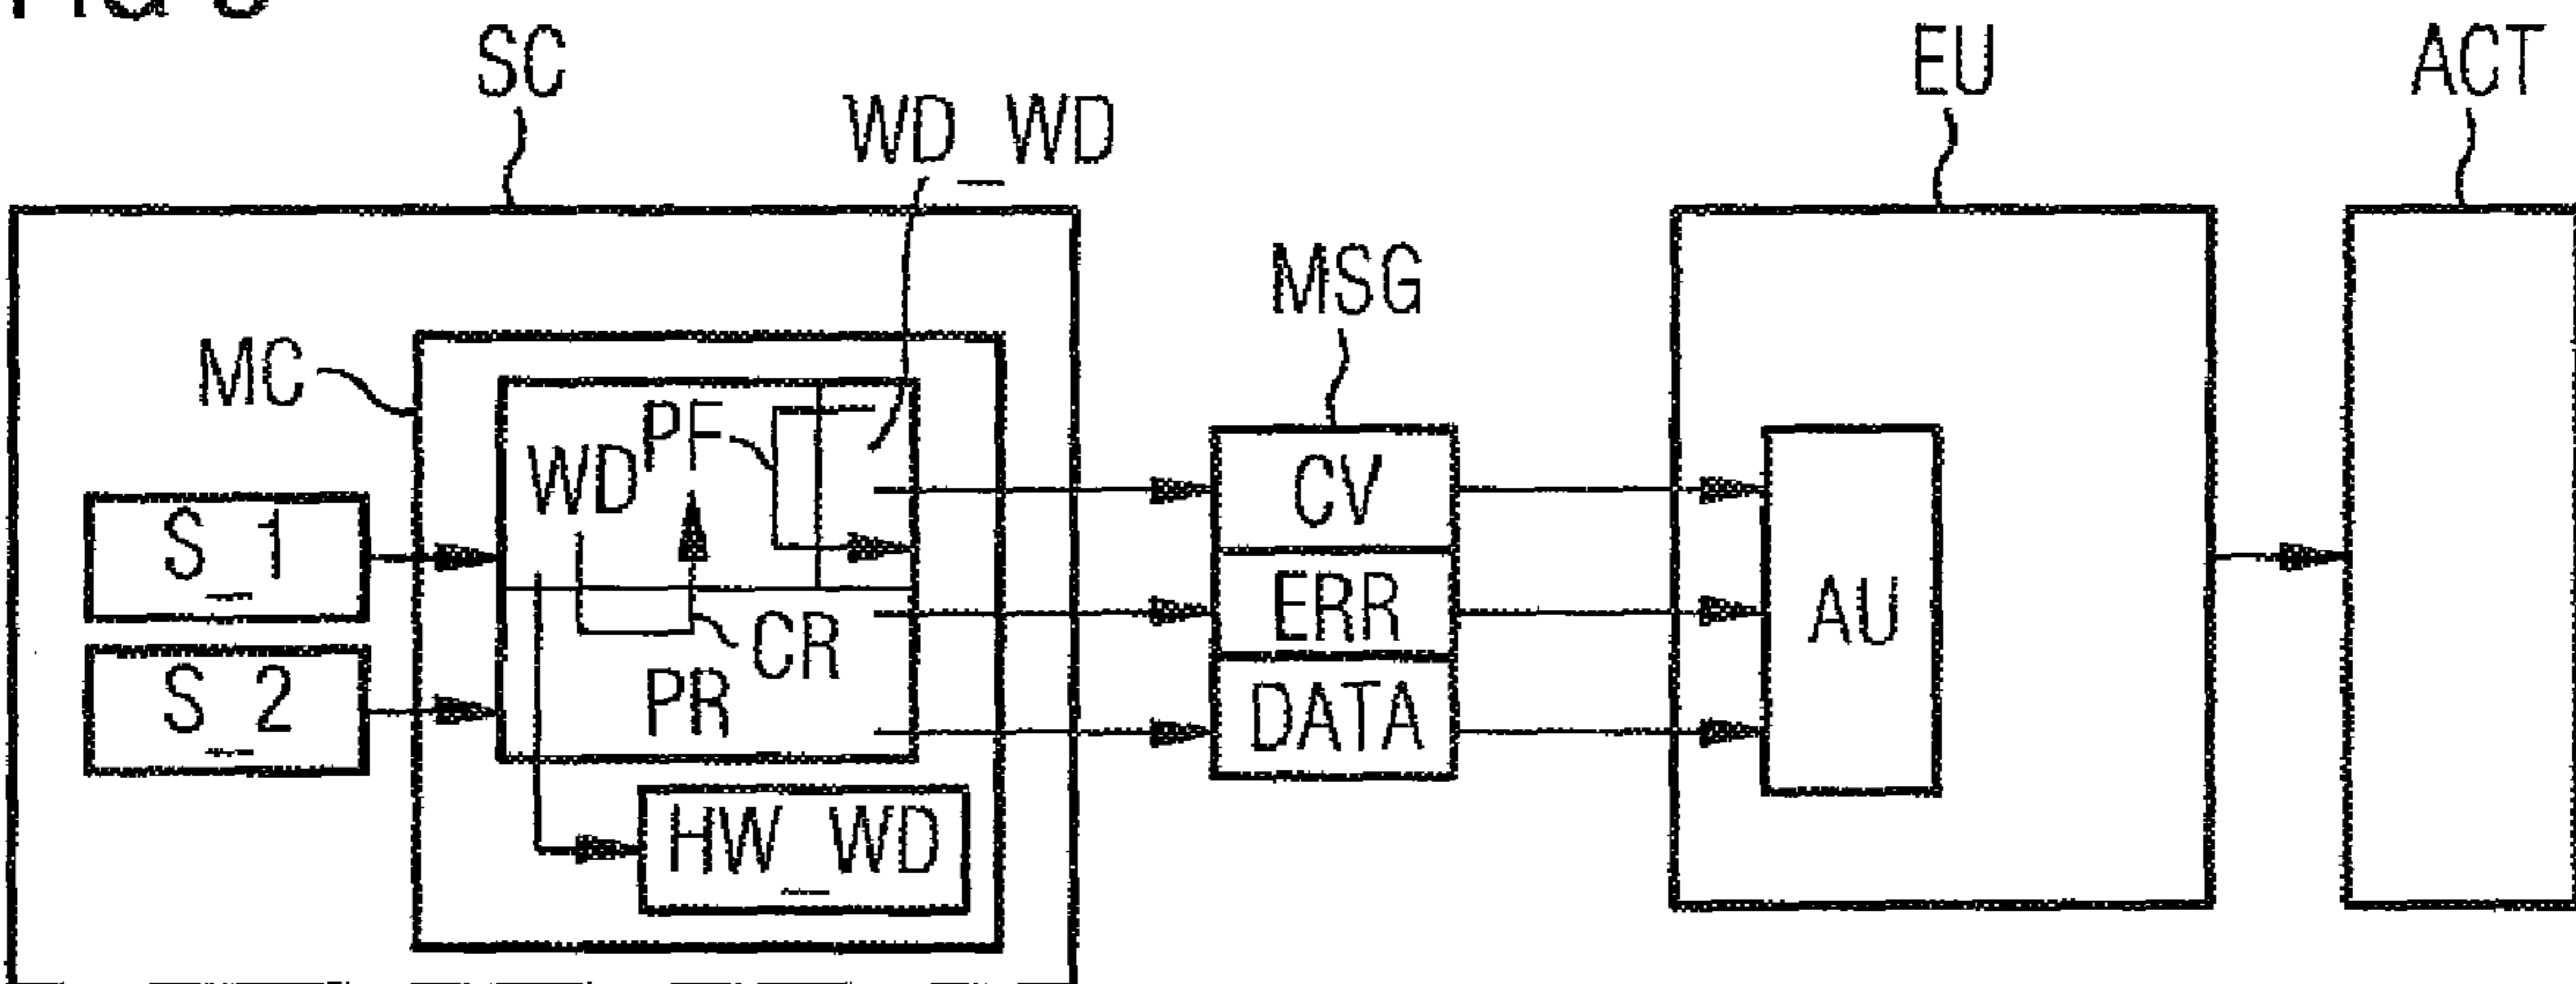 SC
EU
ACT
WD_WD
MSG
MC
PF
WD
CV
S_1
ERR
AU
CR
S_2
PR
DATA
HW_WD